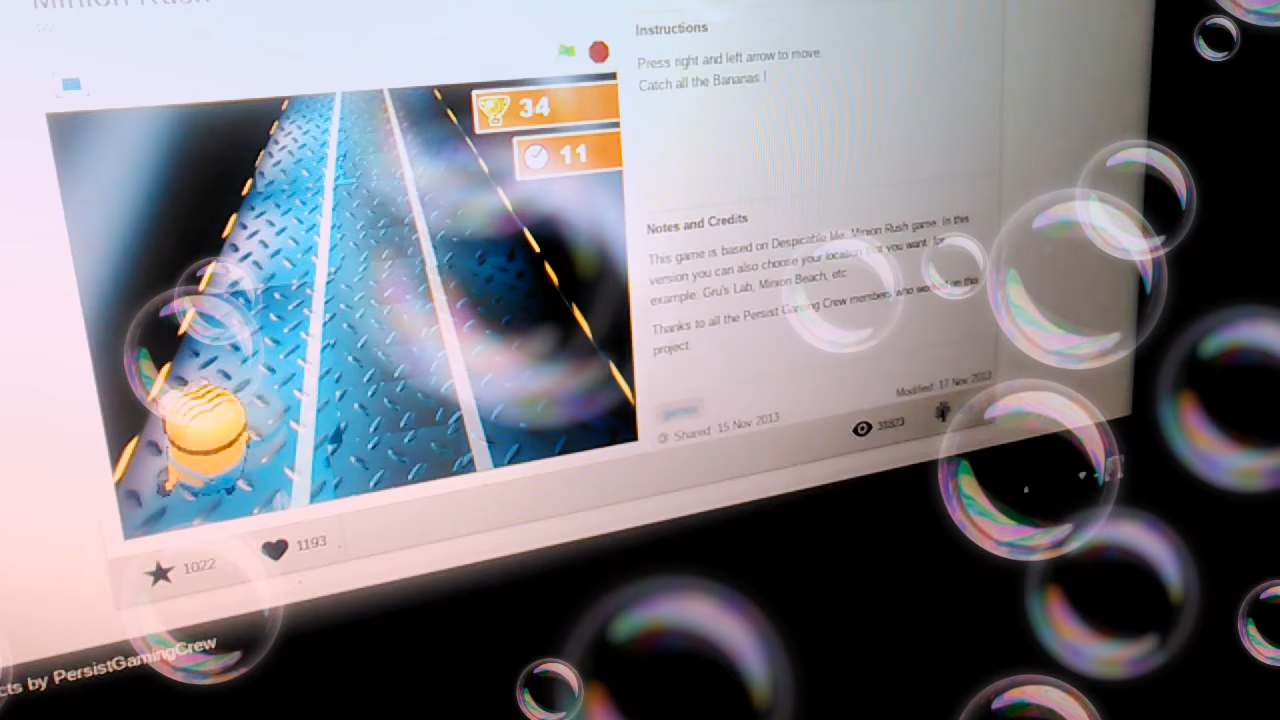 Minion Rush
Instructions
Press right and left arrow to move.
Catch all the Bananas !
34
11
Notes and Credits
This game is based on Despicable Me: Minion Rush game. In this
version you can also choose your location that you want, for
example: Gru's Lab, Minion Beach, etc
Thanks to all the Persist Gaming Crew members who worked on this
project.
games
Shared: 15 Nov 2013
Modified: 17 Nov 2013
31823
1022
1193
cts by PersistGamingCrew